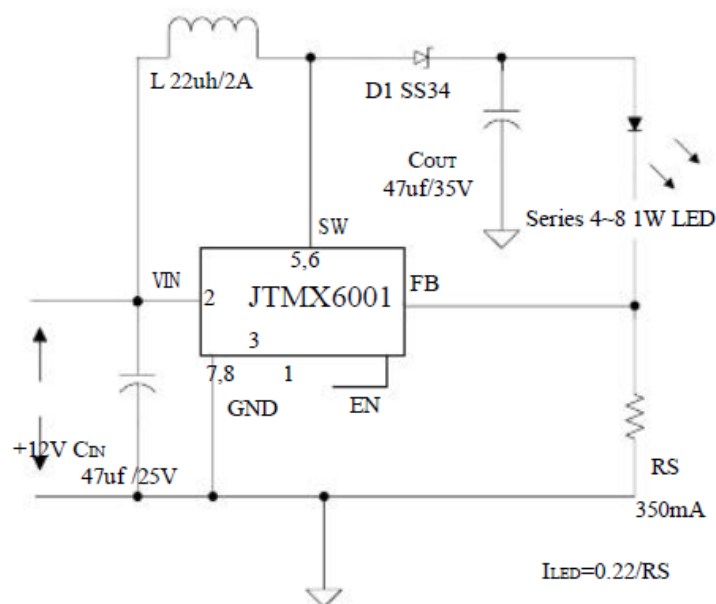 L 22uh/2A
D1 SS34
COUT
47uf/35V
Series 4~8 1W LED
SW
5,6
VIN
2
JTMX6001
FB
3
7,8
1
GND
EN
+12V CIN
47uf /25V
RS
350mA
ILED=0.22/RS